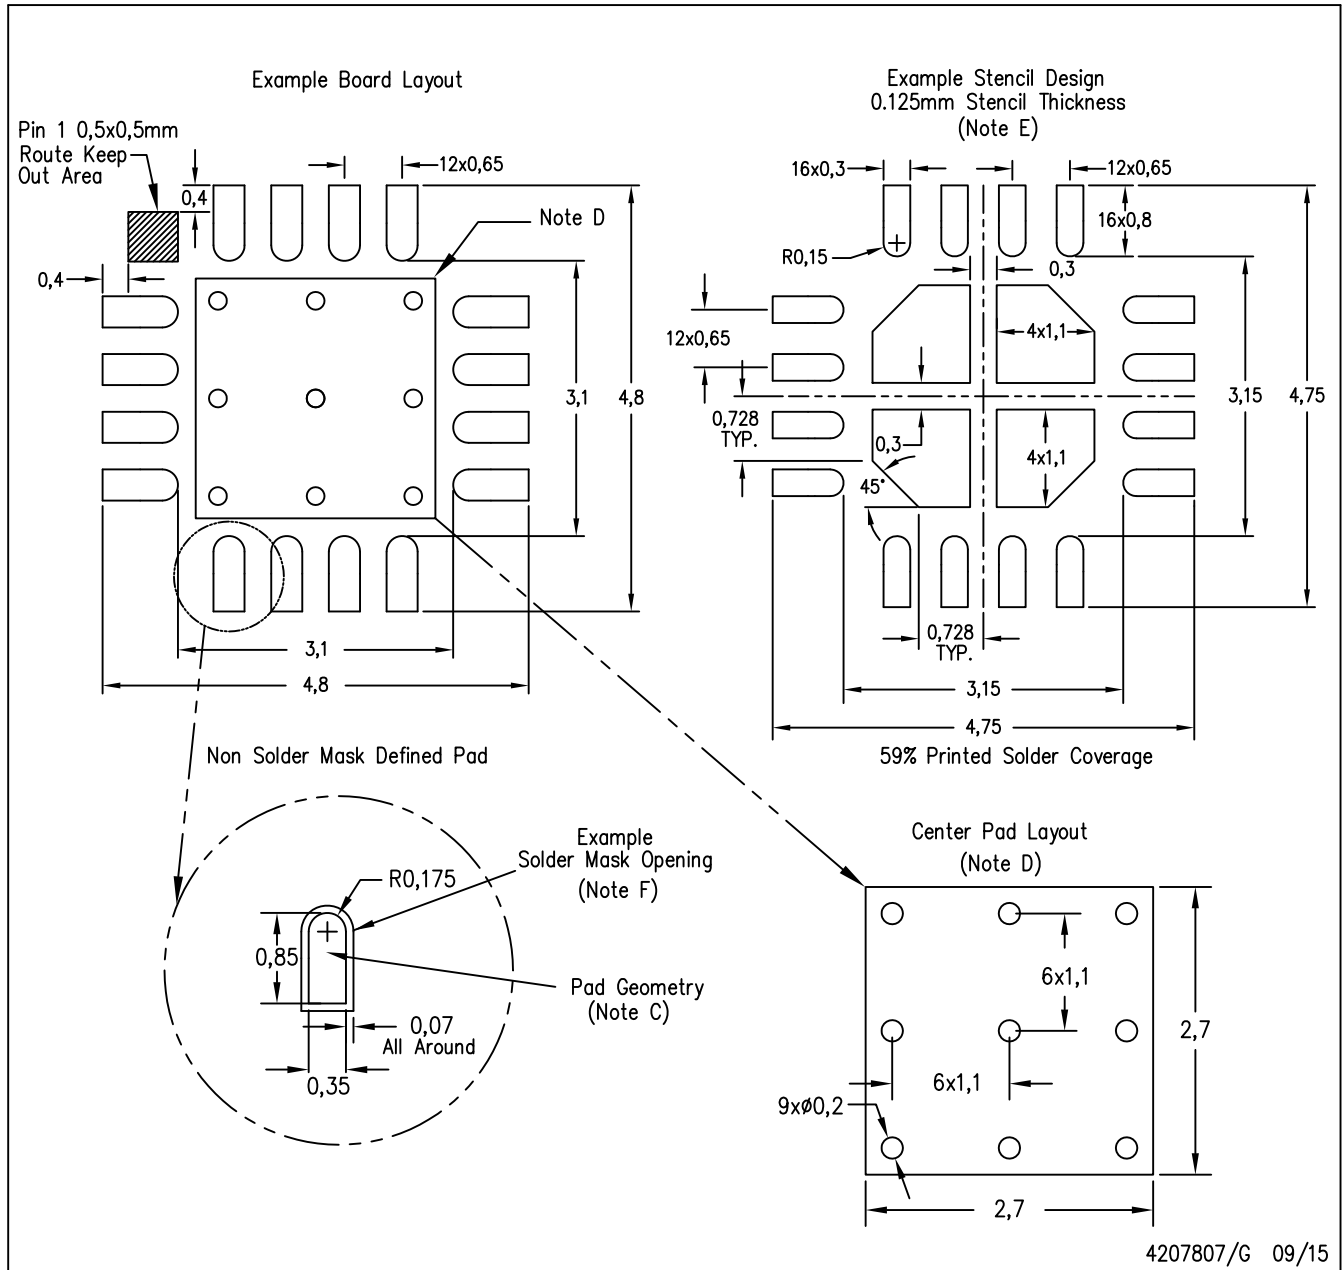 Example Board Layout
Pin 1 0,5x0,5mm
Route Keep
Out Area
0,4
12x0,65
Note D
0,4
3,1
4,8
3,1
4,8
Example Stencil Design
0.125mm Stencil Thickness
(Note E)
16x0,3
12x0,65
16x0,8
R0,15
0,3
12x0,65
4x1,1
0,728
TYP.
0,3
4x1,1
45°
3,15
4,75
0,728
TYP.
3,15
4,75
59% Printed Solder Coverage
Non Solder Mask Defined Pad
Example
Solder Mask Opening
(Note F)
R0,175
0,85
Pad Geometry
(Note C)
0,07
All Around
0,35
Center Pad Layout
(Note D)
6x1,1
6x1,1
9xø0,2
2,7
2,7
4207807/G 09/15